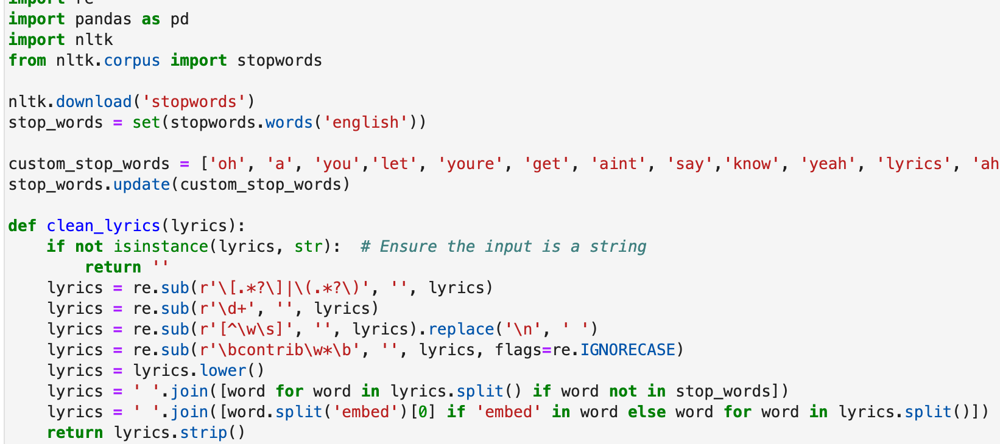 import re
import pandas as pd
import nltk
from nltk.corpus import stopwords

nltk.download('stopwords')
stop_words = set(stopwords.words('english'))

custom_stop_words = ['oh', 'a', 'you','let', 'youre', 'get', 'aint', 'say','know', 'yeah', 'lyrics', 'ah
stop_words.update(custom_stop_words)

def clean_lyrics(lyrics):
    if not isinstance(lyrics, str):  # Ensure the input is a string
        return ''
    lyrics = re.sub(r'\[.*?\]|\(.*?\)', '', lyrics)
    lyrics = re.sub(r'\d+', '', lyrics)
    lyrics = re.sub(r'[^\w\s]', '', lyrics).replace('\n', ' ')
    lyrics = re.sub(r'\bcontrib\w*\b', '', lyrics, flags=re.IGNORECASE)
    lyrics = lyrics.lower()
    lyrics = ' '.join([word for word in lyrics.split() if word not in stop_words])
    lyrics = ' '.join([word.split('embed')[0] if 'embed' in word else word for word in lyrics.split()])
    return lyrics.strip()